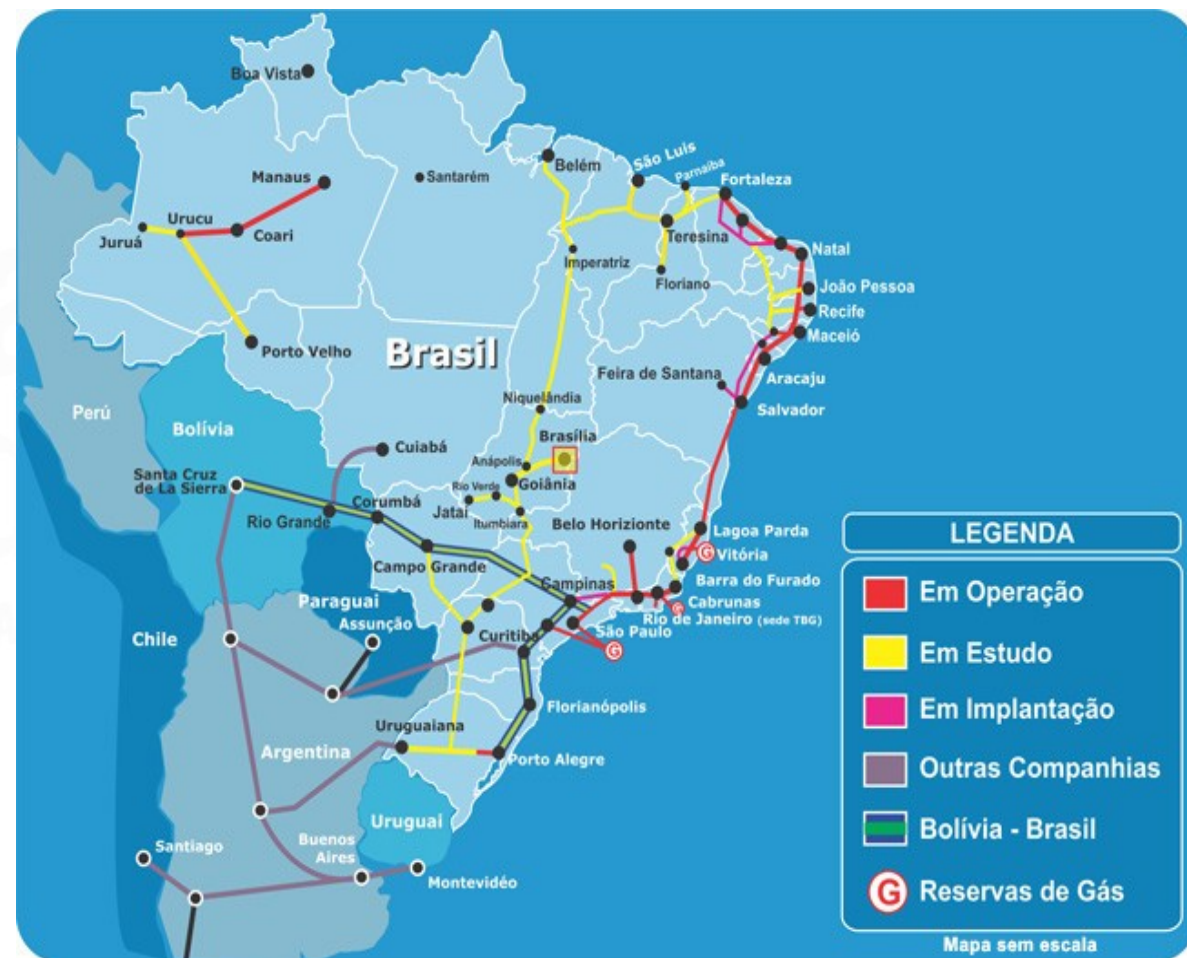 Boa Vista
Belém
São Luis
Parnaíba
Fortaleza
Manaus
Santarém
Urucu
Juruá
Coari
Teresina
Natal
Imperatriz
Floriano
João Pessoa
Recife
Porto Velho
Brasil
Maceió
Feira de Santana
Aracaju
Perú
Niquelândia
Salvador
Bolívia
Cuiabá
Brasília
Anápolis
Santa Cruz
de La Sierra
Goiânia
Rio Verde
Corumbá
Jataí
Rio Grande
Itumbiara
Belo Horizionte
Lagoa Parda
G
Vitória
Campo Grande
Campinas
Barra do Furado
Paraguai
Cabrunas
G
Rio de Janeiro (sede TBG)
Assunção
São Paulo
Chile
Curitiba
G
Florianópolis
Uruguaiana
Argentina
Porto Alegre
Uruguai
Santiago
Buenos
Aires
Montevidéo
LEGENDA
Em Operação
Em Estudo
Em Implantação
Outras Companhias
Bolívia - Brasil
G Reservas de Gás
Mapa sem escala